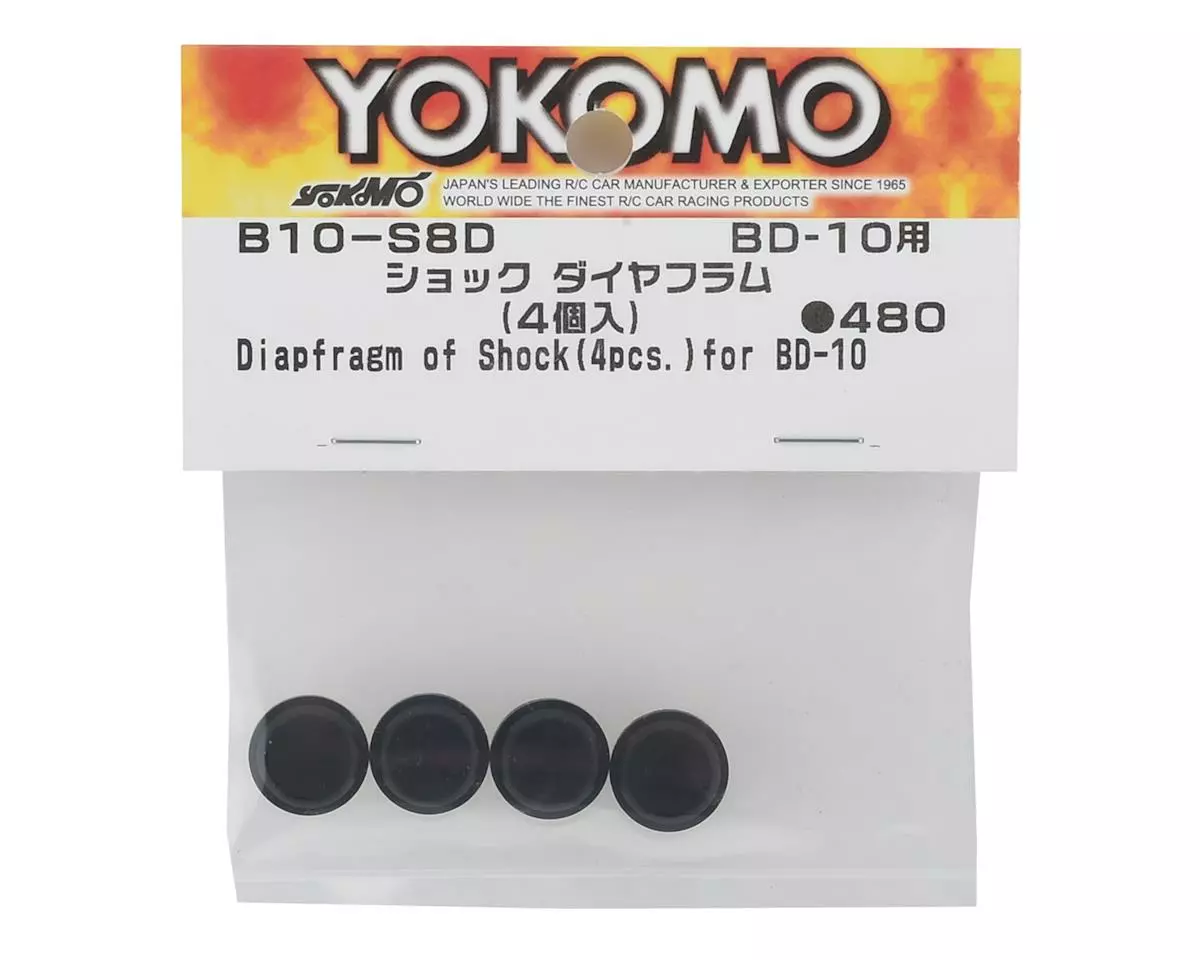 YOKOMO
YOKOMO JAPAN'S LEADING R/C CAR MANUFACTURER & EXPORTER SINCE 1965
WORLD WIDE THE FINEST R/C CAR RACING PRODUCTS
B10-S8D BD-10用
ショック ダイヤフラム
(4個入) ●480
Diapfragm of Shock(4pcs.)for BD-10